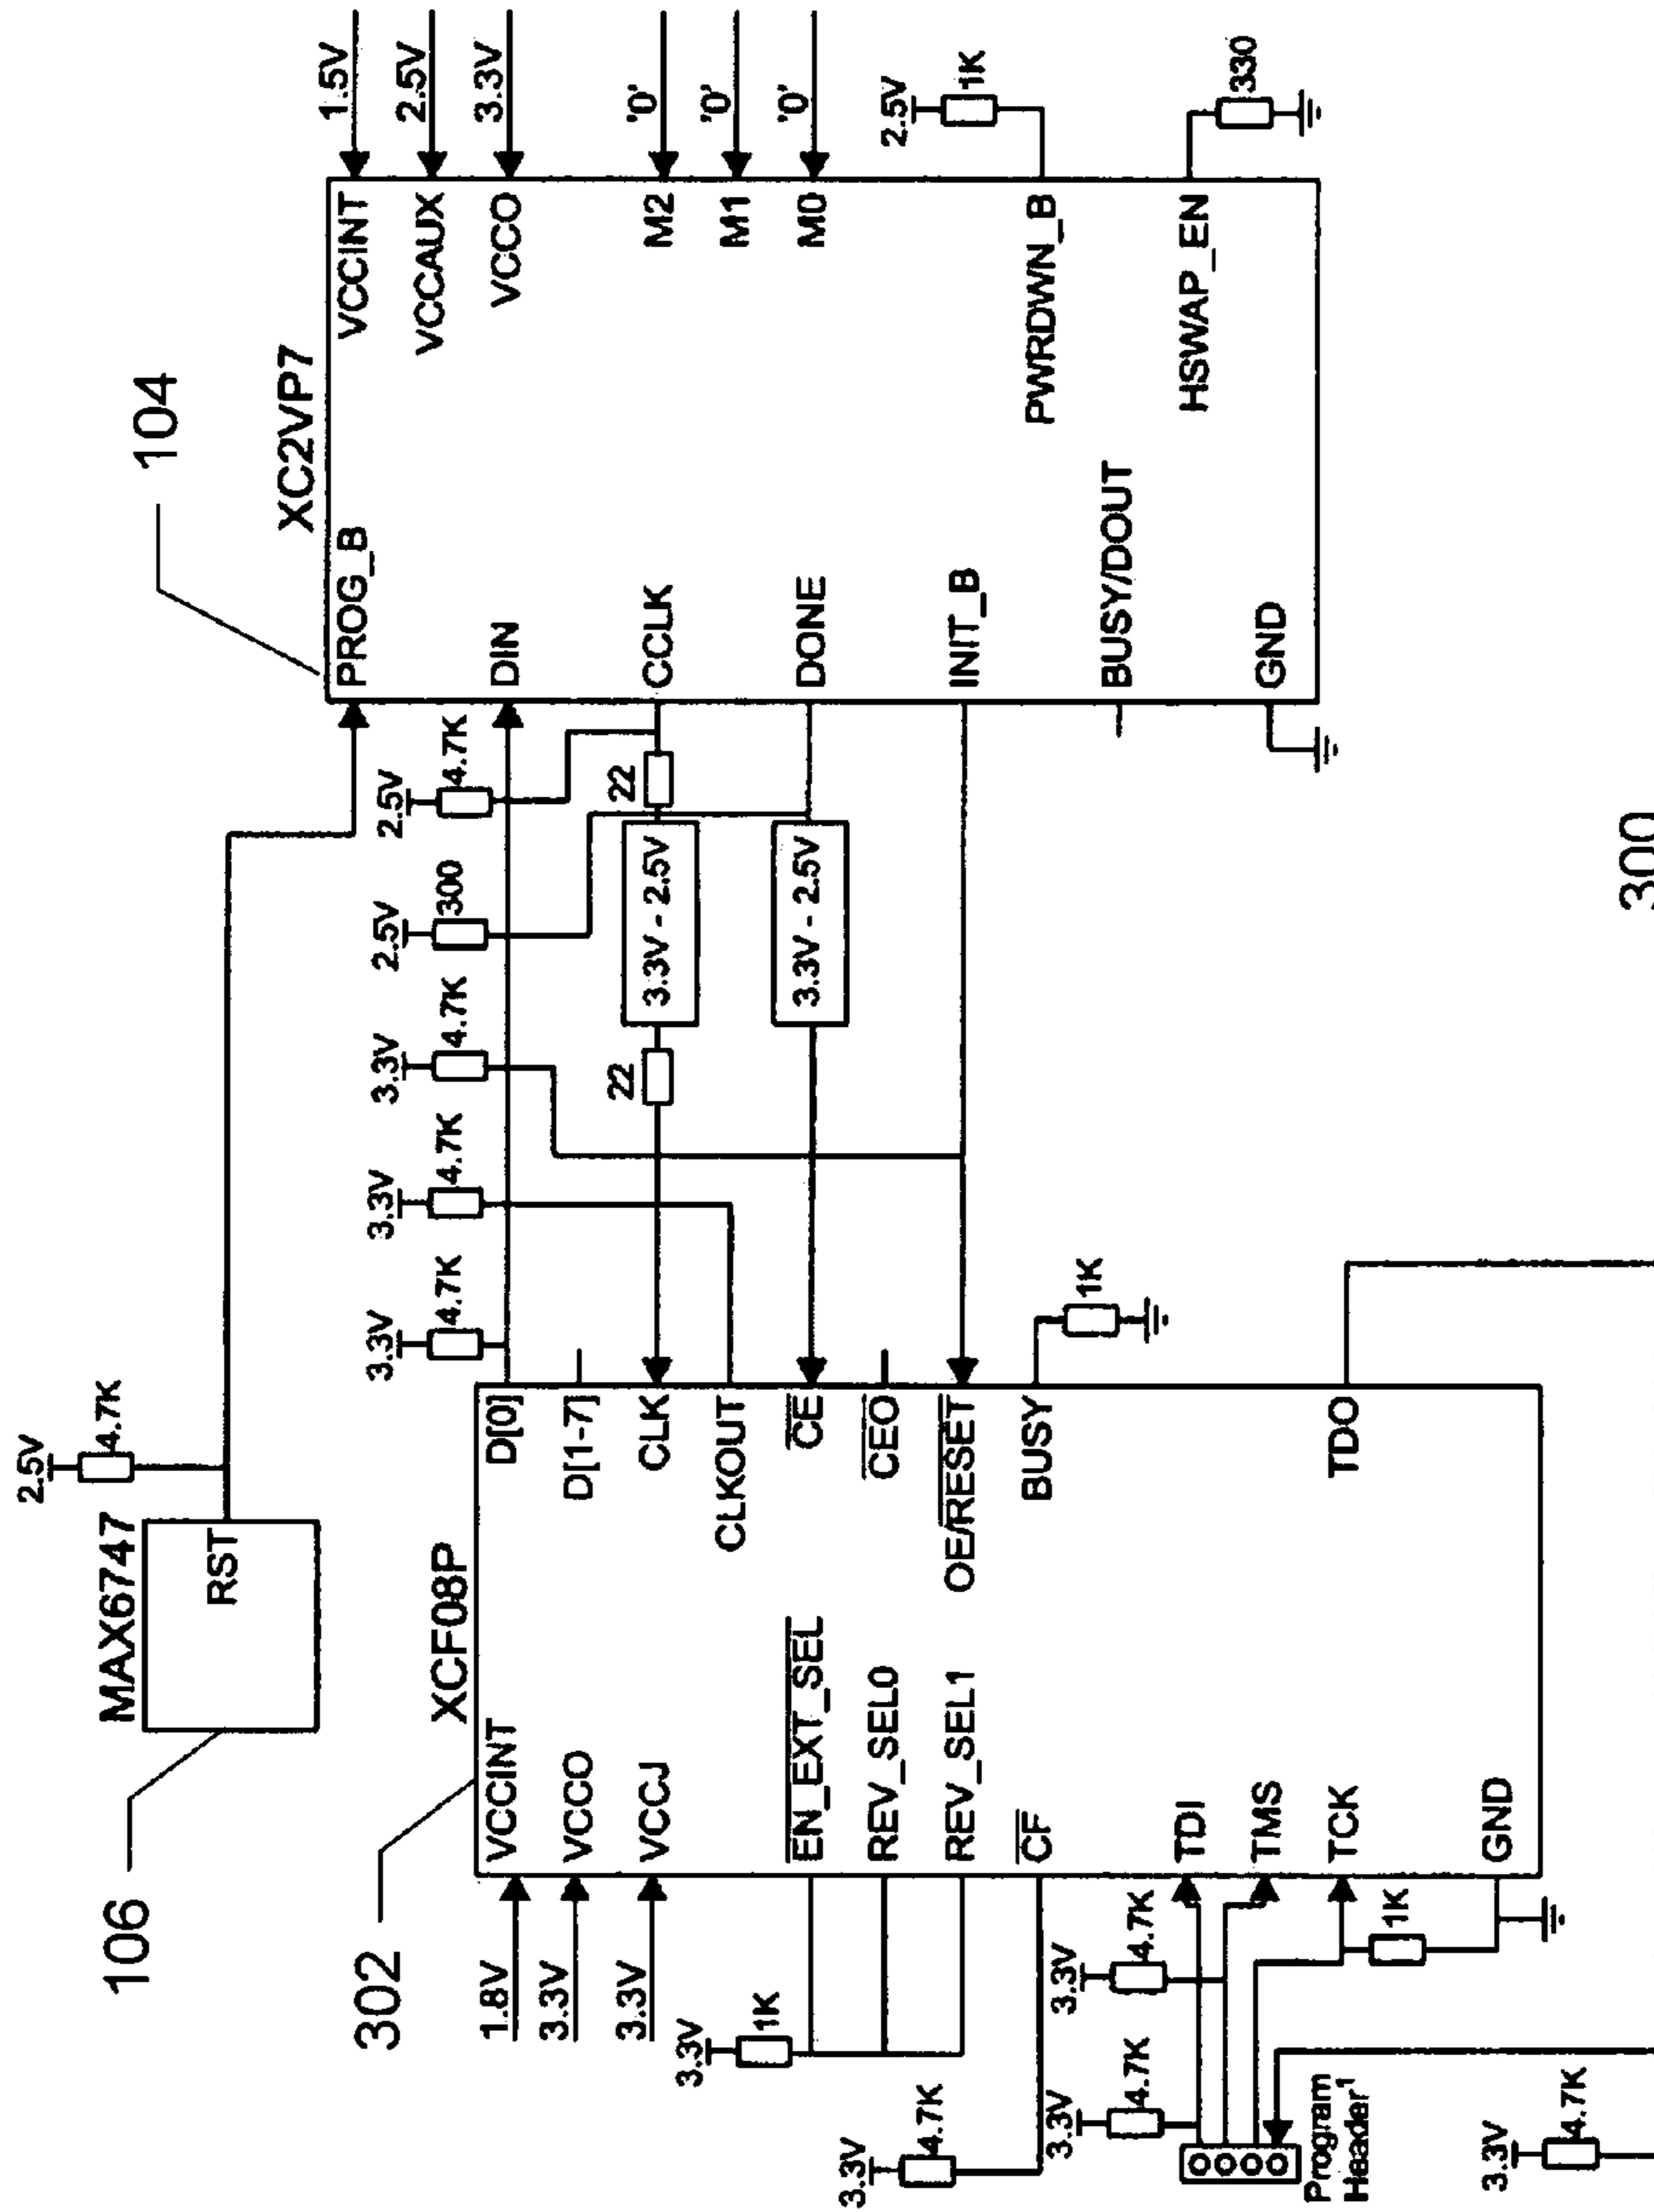 106
MAX6747
RST
2.5V
4.7K
104
302
XCF08P
VCCINT
VCCO
VCCJ
EN_EXT_SEL
REV_SEL0
REV_SEL1
CF
TDI
TMS
TCK
GND
D[0]
D[1-7]
CLK
CLKOUT
CE
CEO
OE/RESET
BUSY
TDO
1.8V
3.3V
3.3V
3.3V
1K
3.3V
4.7K
3.3V
4.7K
3.3V
4.7K
1K
Program
Header1
3.3V
4.7K
1K
3.3V
4.7K
3.3V
4.7K
3.3V
4.7K
2.5V
300
2.5V
4.7K
22
3.3V - 2.5V
22
3.3V - 2.5V
XC2VP7
PROG_B
DIN
CCLK
DONE
INIT_B
BUSY/DOUT
GND
VCCINT
VCCAUX
VCCO
M2
M1
M0
PWRDWN_B
HSWAP_EN
1.5V
2.5V
3.3V
'0'
'0'
'0'
2.5V
1K
330
300